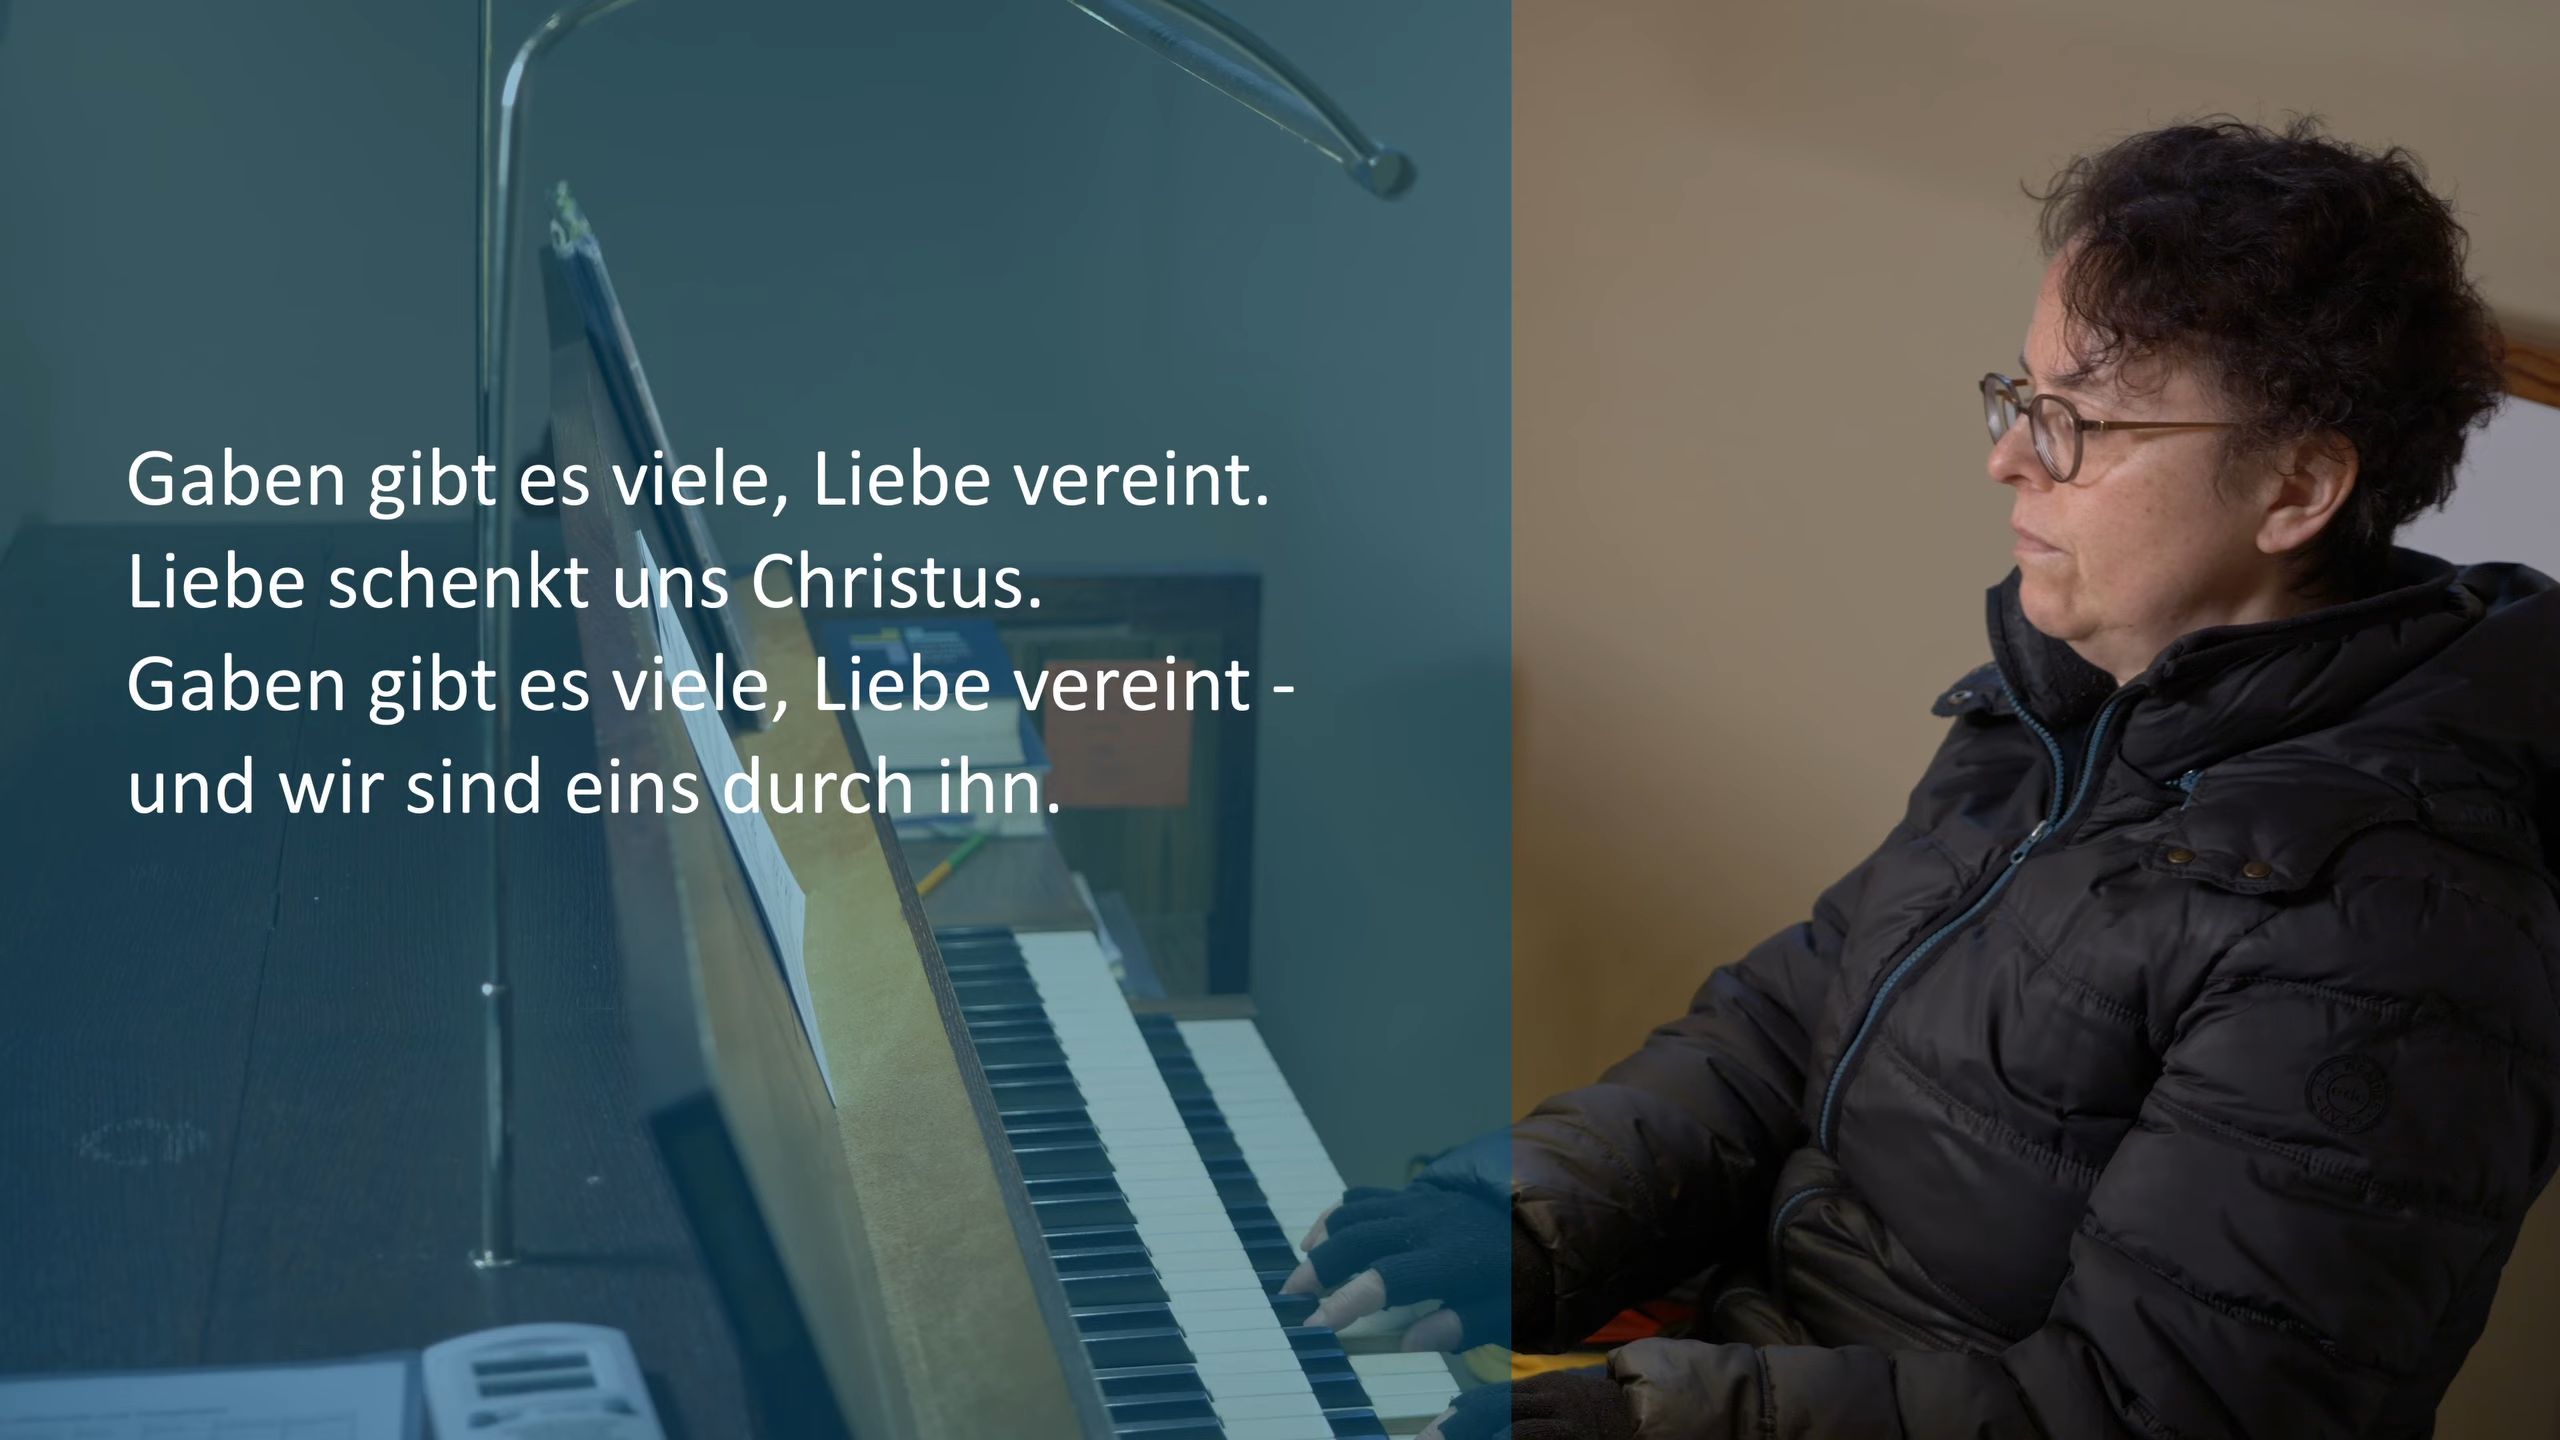 Gaben gibt es viele, Liebe vereint.
Liebe schenkt uns Christus.
Gaben gibt es viele, Liebe vereint -
und wir sind eins durch ihn.